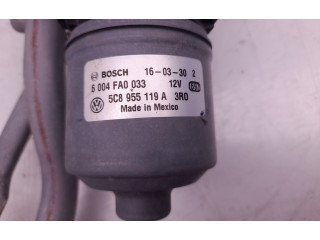 BOSCH 16-03-30 2
6 004 FA0 033 12V
5C8 955 119 A 3R0
Made in Mexico